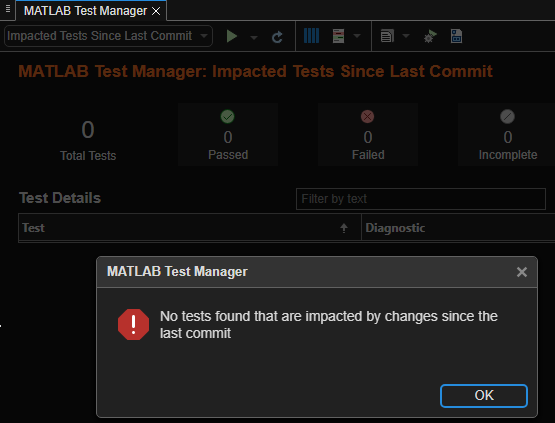 MATLAB Test Manager
Impacted Tests Since Last Commit
MATLAB Test Manager: Impacted Tests Since Last Commit
0
Total Tests
0
Passed
0
Failed
0
Incomplete
Test Details
Filter by text
Test
Diagnostic
MATLAB Test Manager
No tests found that are impacted by changes since the
last commit
OK